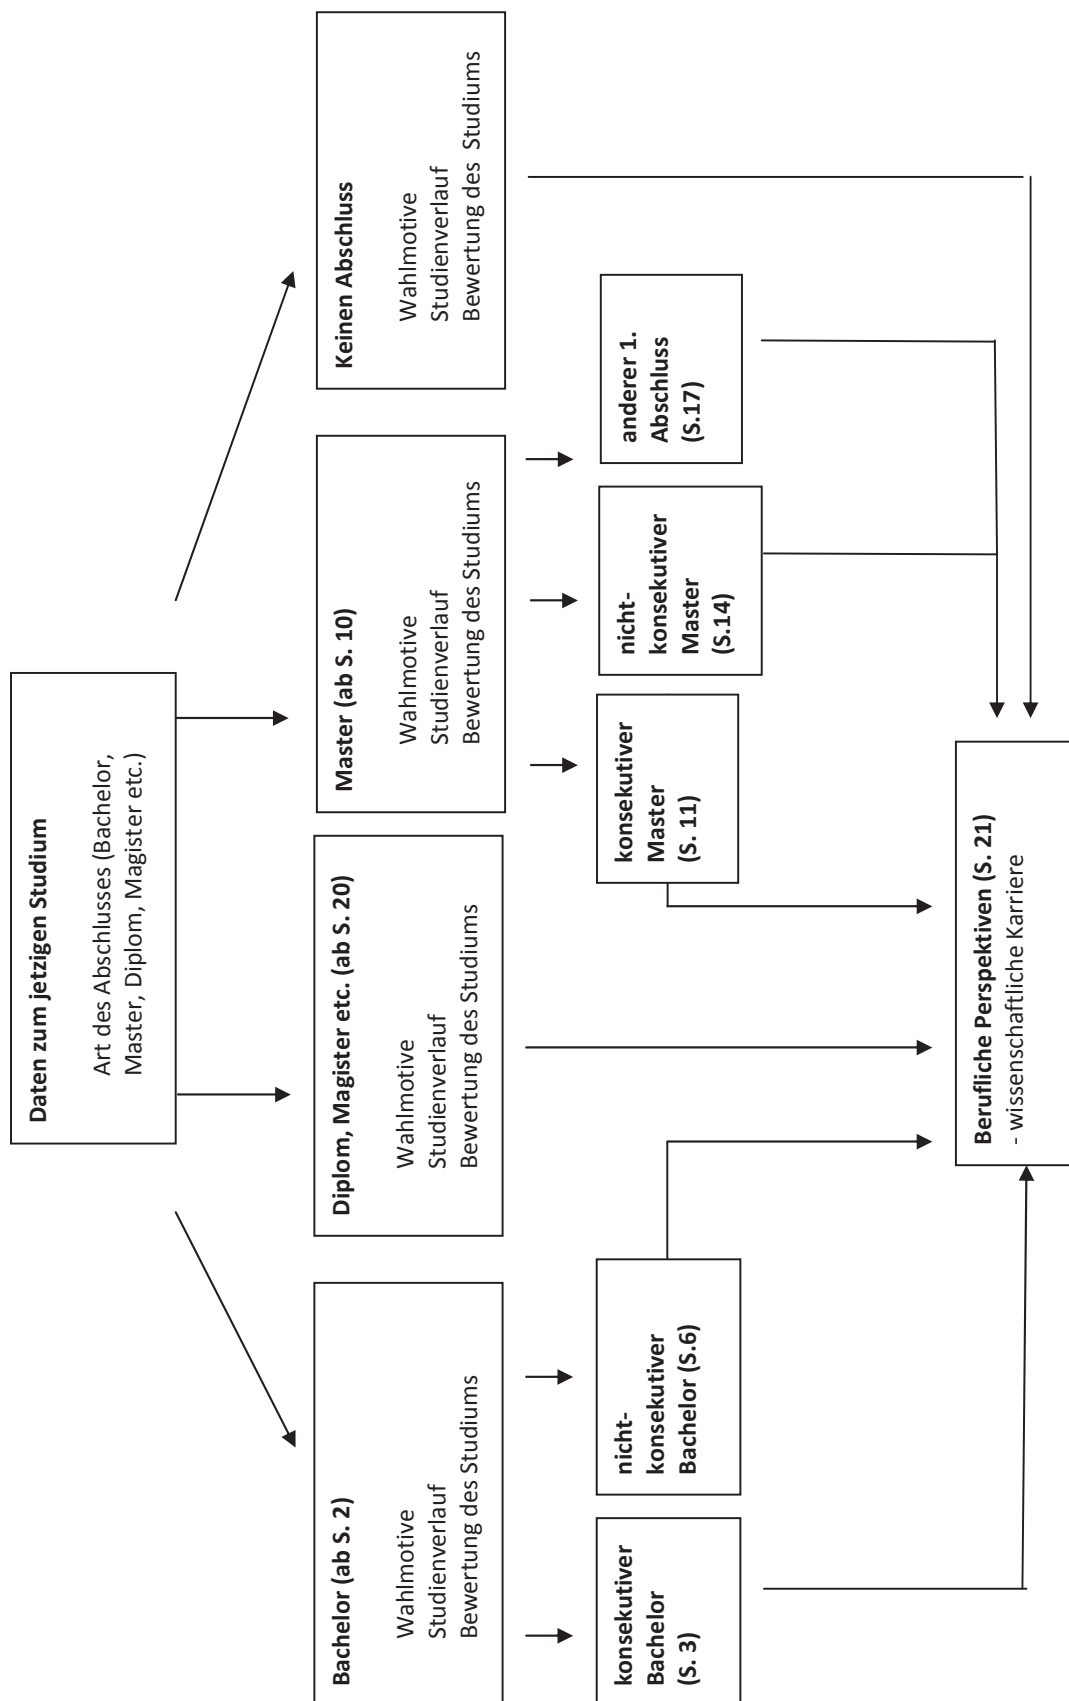 Daten zum jetzigen Studium
Art des Abschlusses (Bachelor,
Master, Diplom, Magister etc.)
Bachelor (ab S. 2)
Wahlmotive
Studienverlauf
Bewertung des Studiums
Diplom, Magister etc. (ab S. 20)
Wahlmotive
Studienverlauf
Bewertung des Studiums
Master (ab S. 10)
Wahlmotive
Studienverlauf
Bewertung des Studiums
Keinen Abschluss
Wahlmotive
Studienverlauf
Bewertung des Studiums
konsekutiver
Bachelor
(S. 3)
nicht-
konsekutiver
Bachelor (S.6)
konsekutiver
Master
(S. 11)
nicht-
konsekutiver
Master
(S.14)
anderer 1.
Abschluss
(S.17)
Berufliche Perspektiven (S. 21)
- wissenschaftliche Karriere